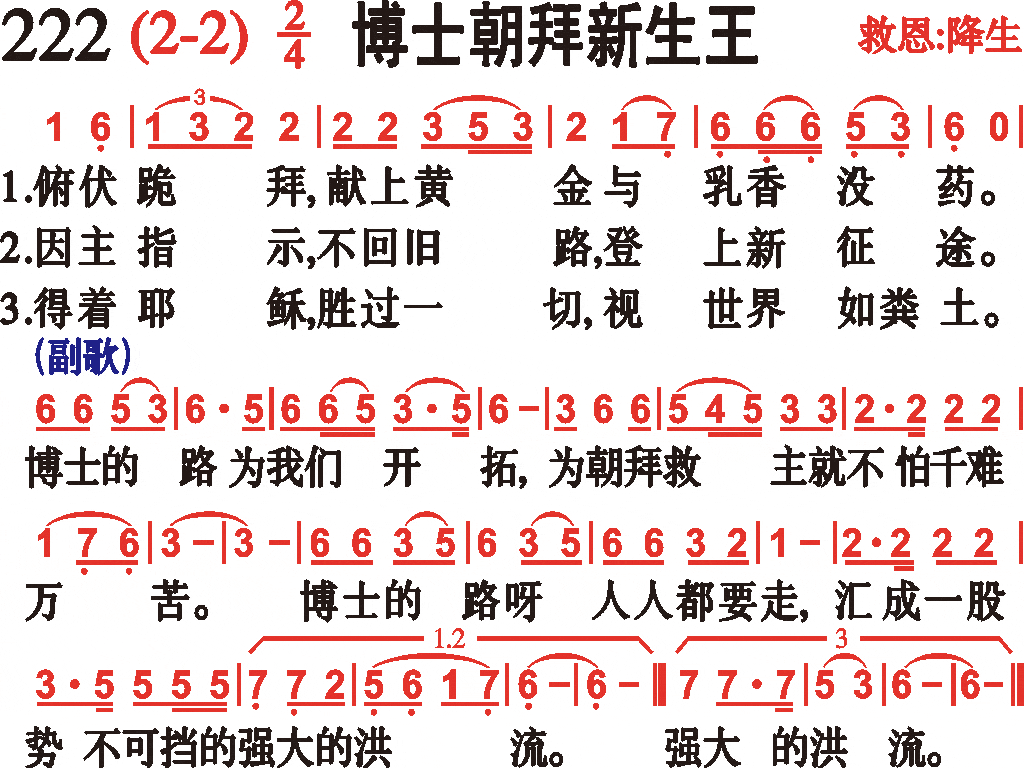 222 (2-2) 2/4 博士朝拜新生王 救恩:降生
3
1 6̣ | 1 3 2 2 | 2 2 3 5 3 | 2 1 7̣ | 6̣ 6̣ 6̣ 5̣ 3̣ | 6̣ 0 |
1.俯伏 跪 拜,献上黄 金与 乳香 没 药。
2.因主 指 示,不回旧 路,登 上新 征 途。
3.得着 耶 稣,胜过一 切,视 世界 如粪 土。
(副歌)
6 6 5 3 | 6 · 5 | 6 6 5 3 · 5 | 6 – | 3 6 6 | 5 4 5 3 3 | 2 · 2 2 2 |
博士的 路 为我们 开 拓, 为朝拜救 主就不 怕千难
1 7̣ 6̣ | 3 – | 3 – | 6 6 3 5 | 6 3 5 | 6 6 3 2 | 1 – | 2 · 2 2 2 |
万 苦。 博士的 路呀 人人都要走, 汇成一股
1.2 3
3 · 5 5 5 5 | 7̣ 7̣ 2 | 5̣ 6̣ 1 7̣ | 6̣ – | 6̣ – ‖ 7 7 · 7 | 5 3 | 6 – | 6 – ‖
势 不可挡的强大的洪 流。 强大 的洪 流。